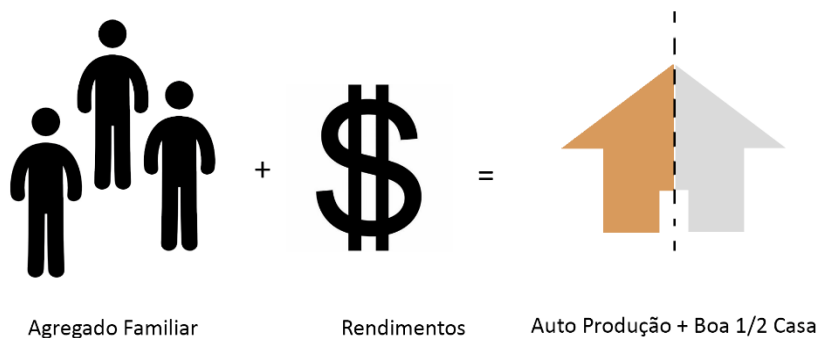 +
=
Agregado Familiar
Rendimentos
Auto Produção + Boa 1/2 Casa